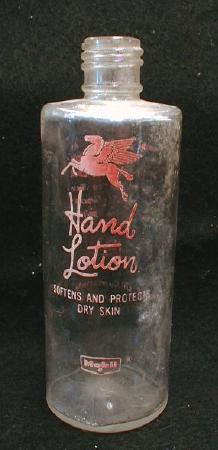 Hand
Lotion
SOFTENS AND PROTECTS
DRY SKIN
Mobil ®